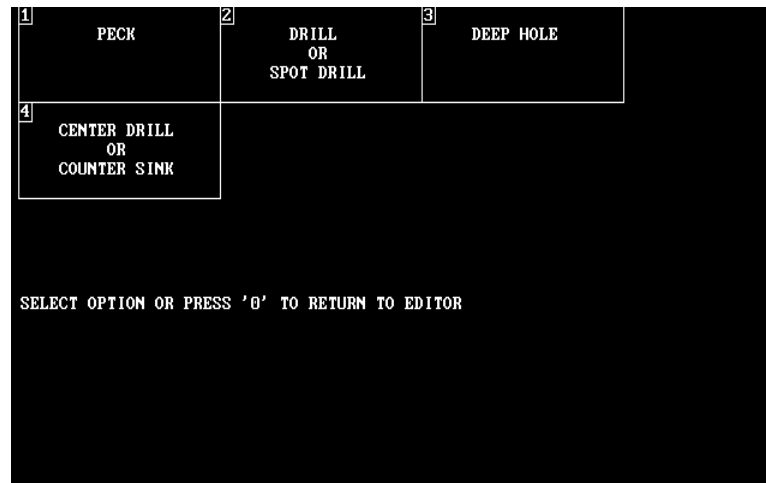 1
PECK
2
DRILL
OR
SPOT DRILL
3
DEEP HOLE
4
CENTER DRILL
OR
COUNTER SINK
SELECT OPTION OR PRESS '0' TO RETURN TO EDITOR